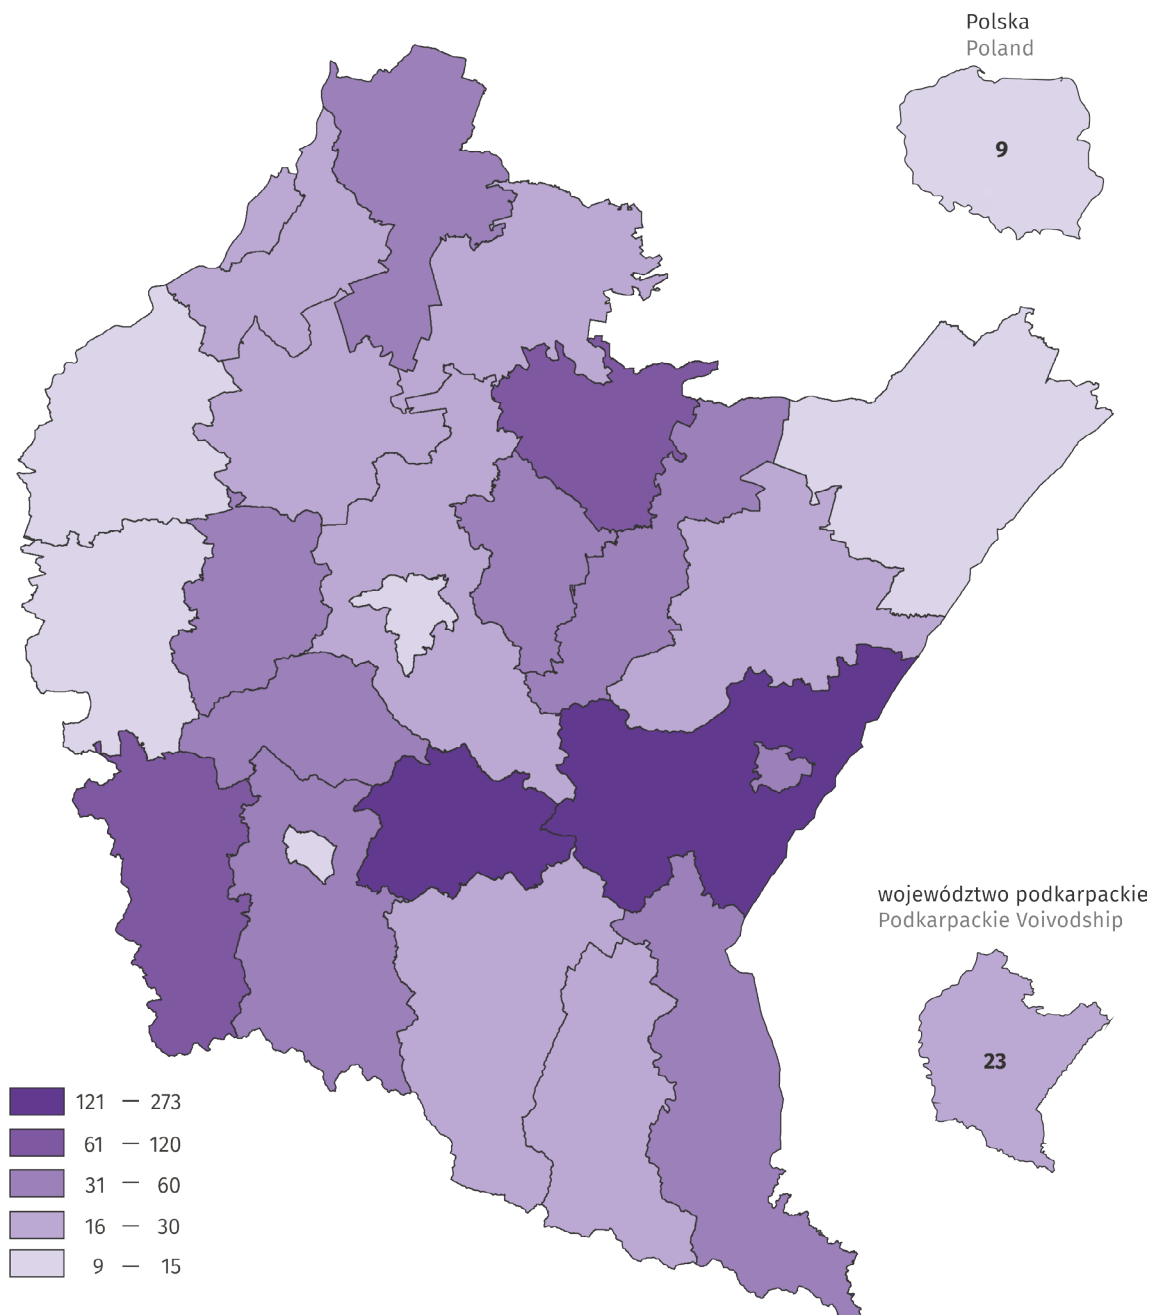 Polska
Poland
9
województwo podkarpackie
Podkarpackie Voivodship
23
121 — 273
61 — 120
31 — 60
16 — 30
9 — 15